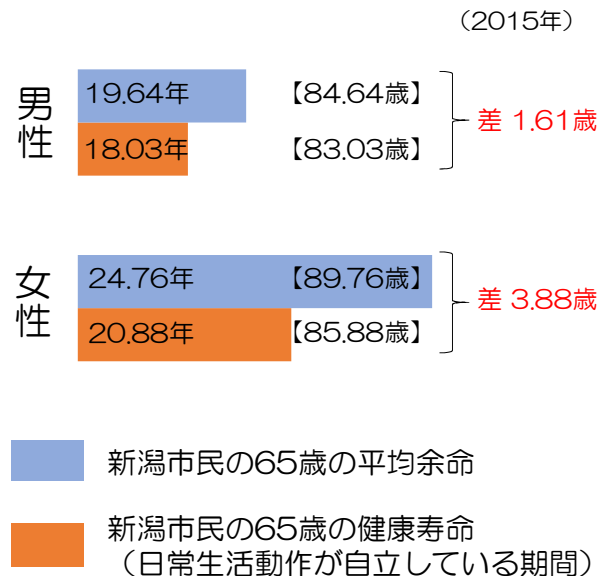 （2015年）
男性
19.64年 【84.64歳】
18.03年 【83.03歳】
差 1.61歳
女性
24.76年 【89.76歳】
20.88年 【85.88歳】
差 3.88歳
新潟市民の65歳の平均余命
新潟市民の65歳の健康寿命
（日常生活動作が自立している期間）